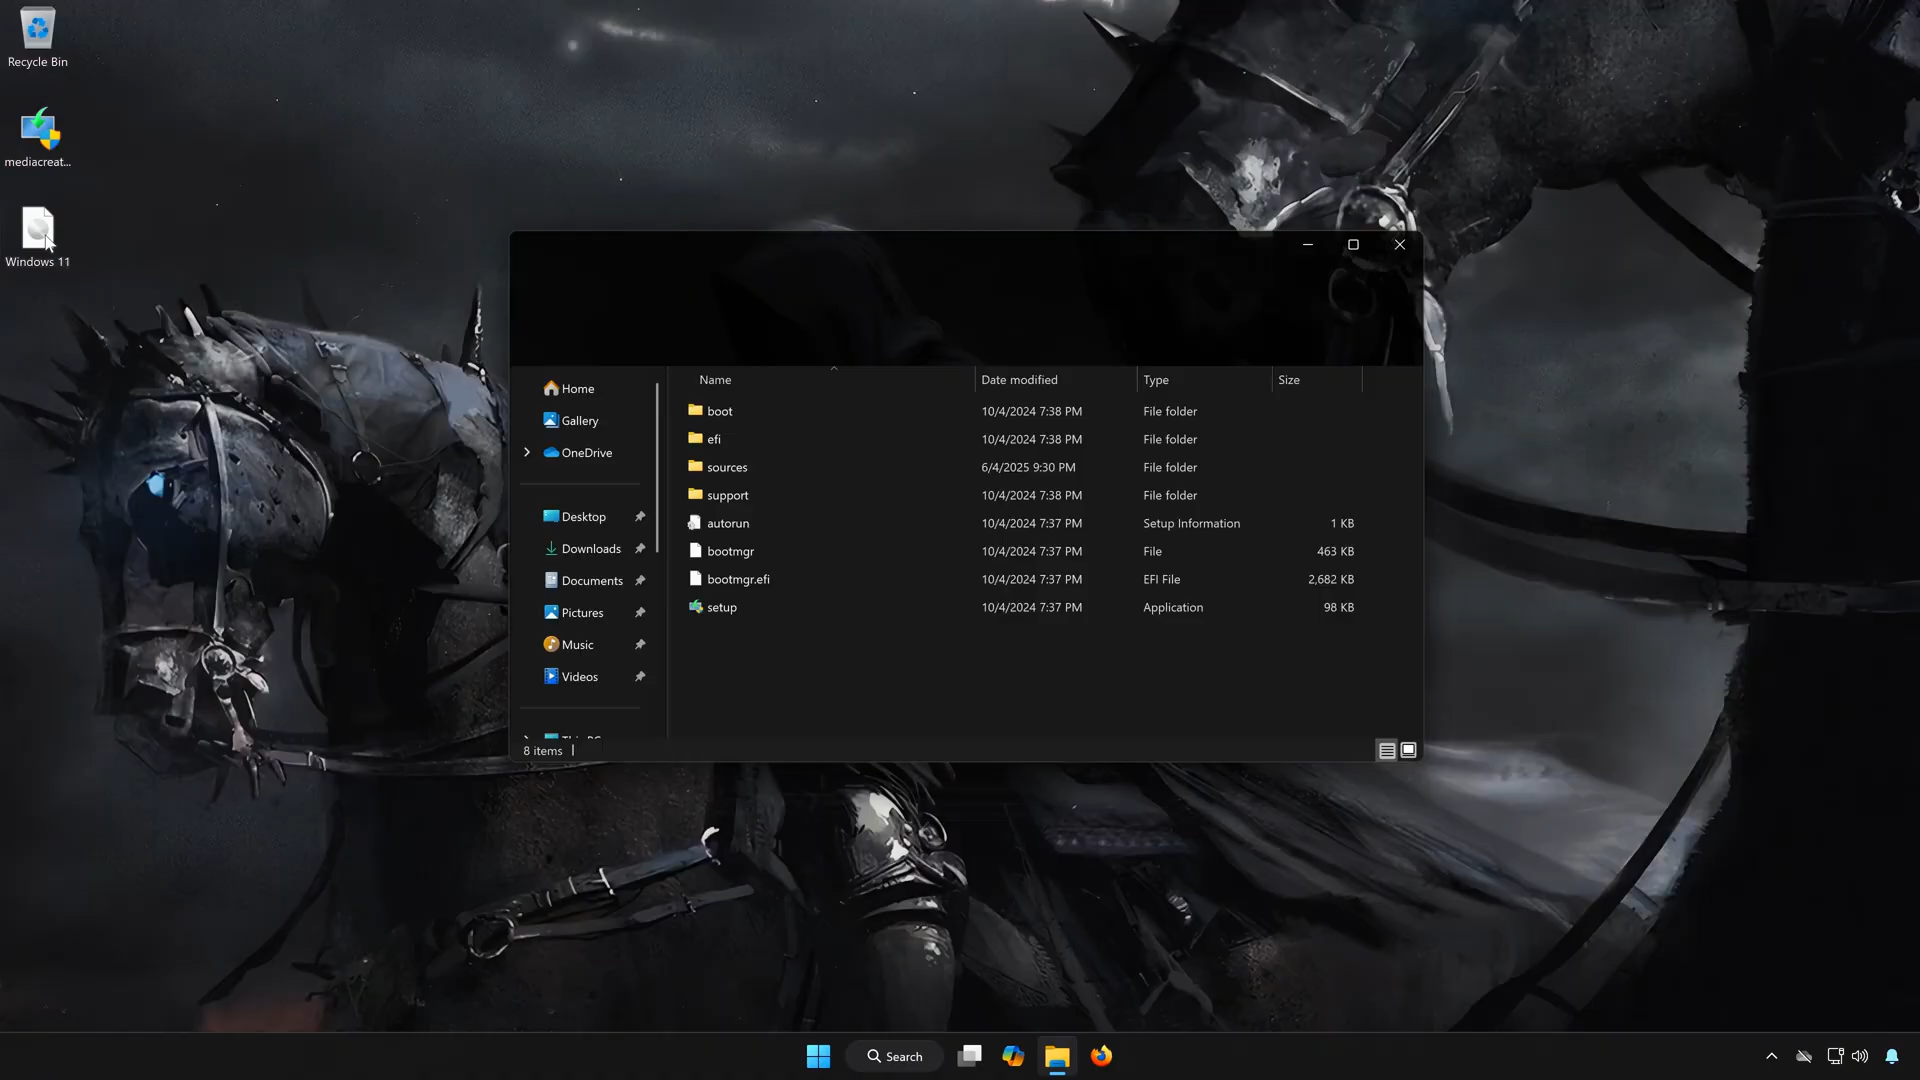 Recycle Bin
mediacreat...
Windows 11
Name Date modified Type Size
Home
Gallery
OneDrive
Desktop
Downloads
Documents
Pictures
Music
Videos
boot 10/4/2024 7:38 PM File folder
efi 10/4/2024 7:38 PM File folder
sources 6/4/2025 9:30 PM File folder
support 10/4/2024 7:38 PM File folder
autorun 10/4/2024 7:37 PM Setup Information 1 KB
bootmgr 10/4/2024 7:37 PM File 463 KB
bootmgr.efi 10/4/2024 7:37 PM EFI File 2,682 KB
setup 10/4/2024 7:37 PM Application 98 KB
8 items
Search